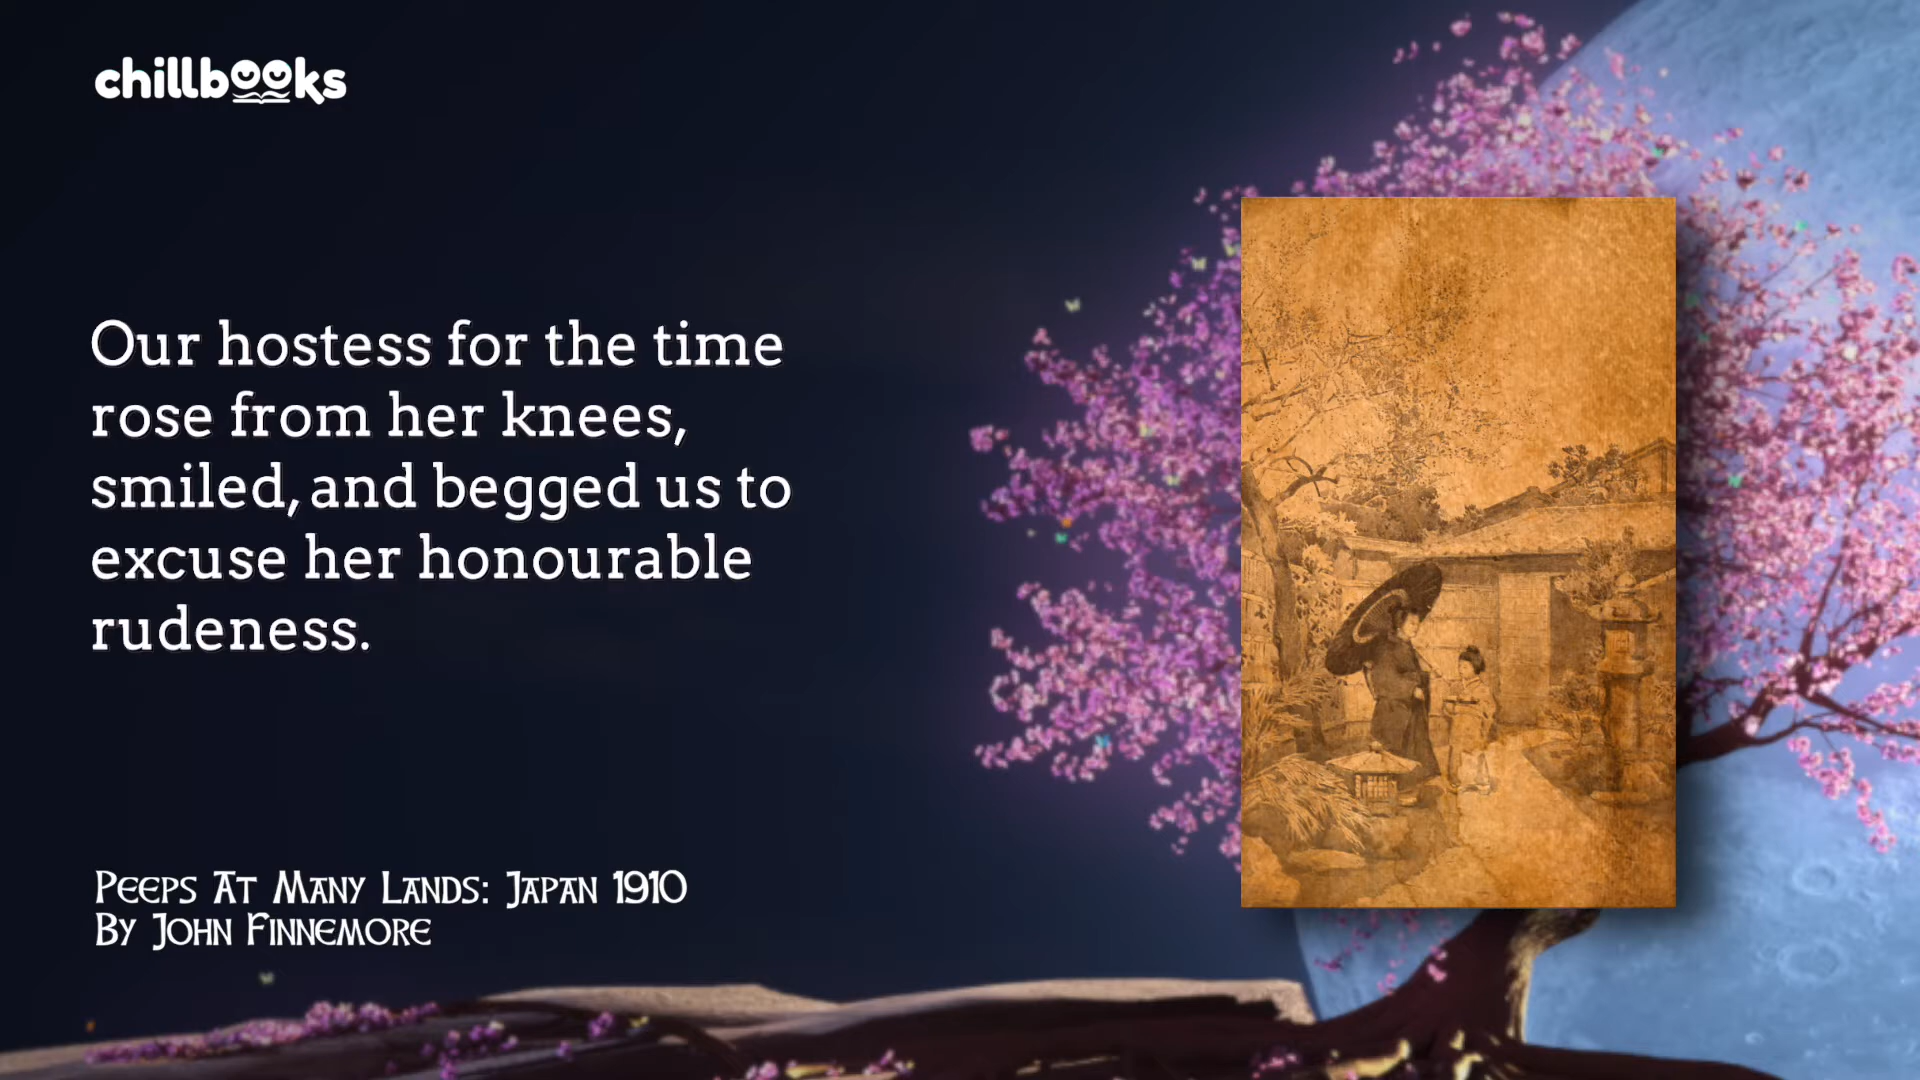 chillbooks
Our hostess for the time
rose from her knees,
smiled, and begged us to
excuse her honourable
rudeness.
Peeps At Many Lands: Japan 1910
By John Finnemore